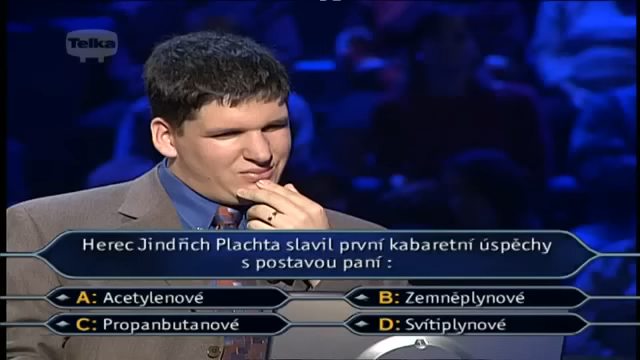 Telka
Herec Jindřich Plachta slavil první kabaretní úspěchy
s postavou paní :
A: Acetylenové
B: Zemněplynové
C: Propanbutanové
D: Svítiplynové